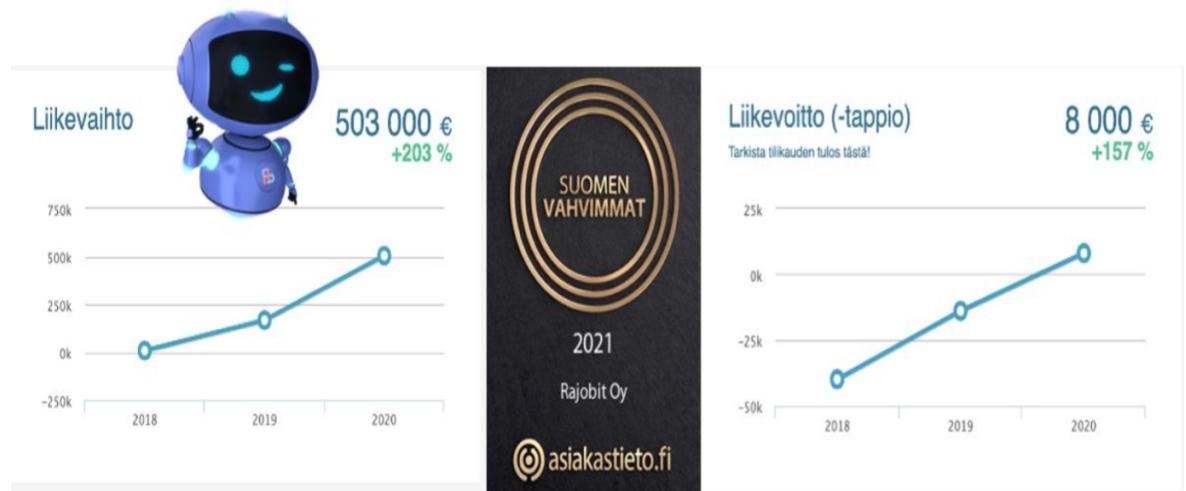 Liikevaihto
503 000 €
+203 %
750k
500k
250k
0k
-250k
2018
2019
2020
SUOMEN
VAHVIMMAT
2021
Rajobit Oy
asiakastieto.fi
Liikevoitto (-tappio)
Tarkista tilikauden tulos tästä!
8 000 €
+157 %
25k
0k
-25k
-50k
2018
2019
2020